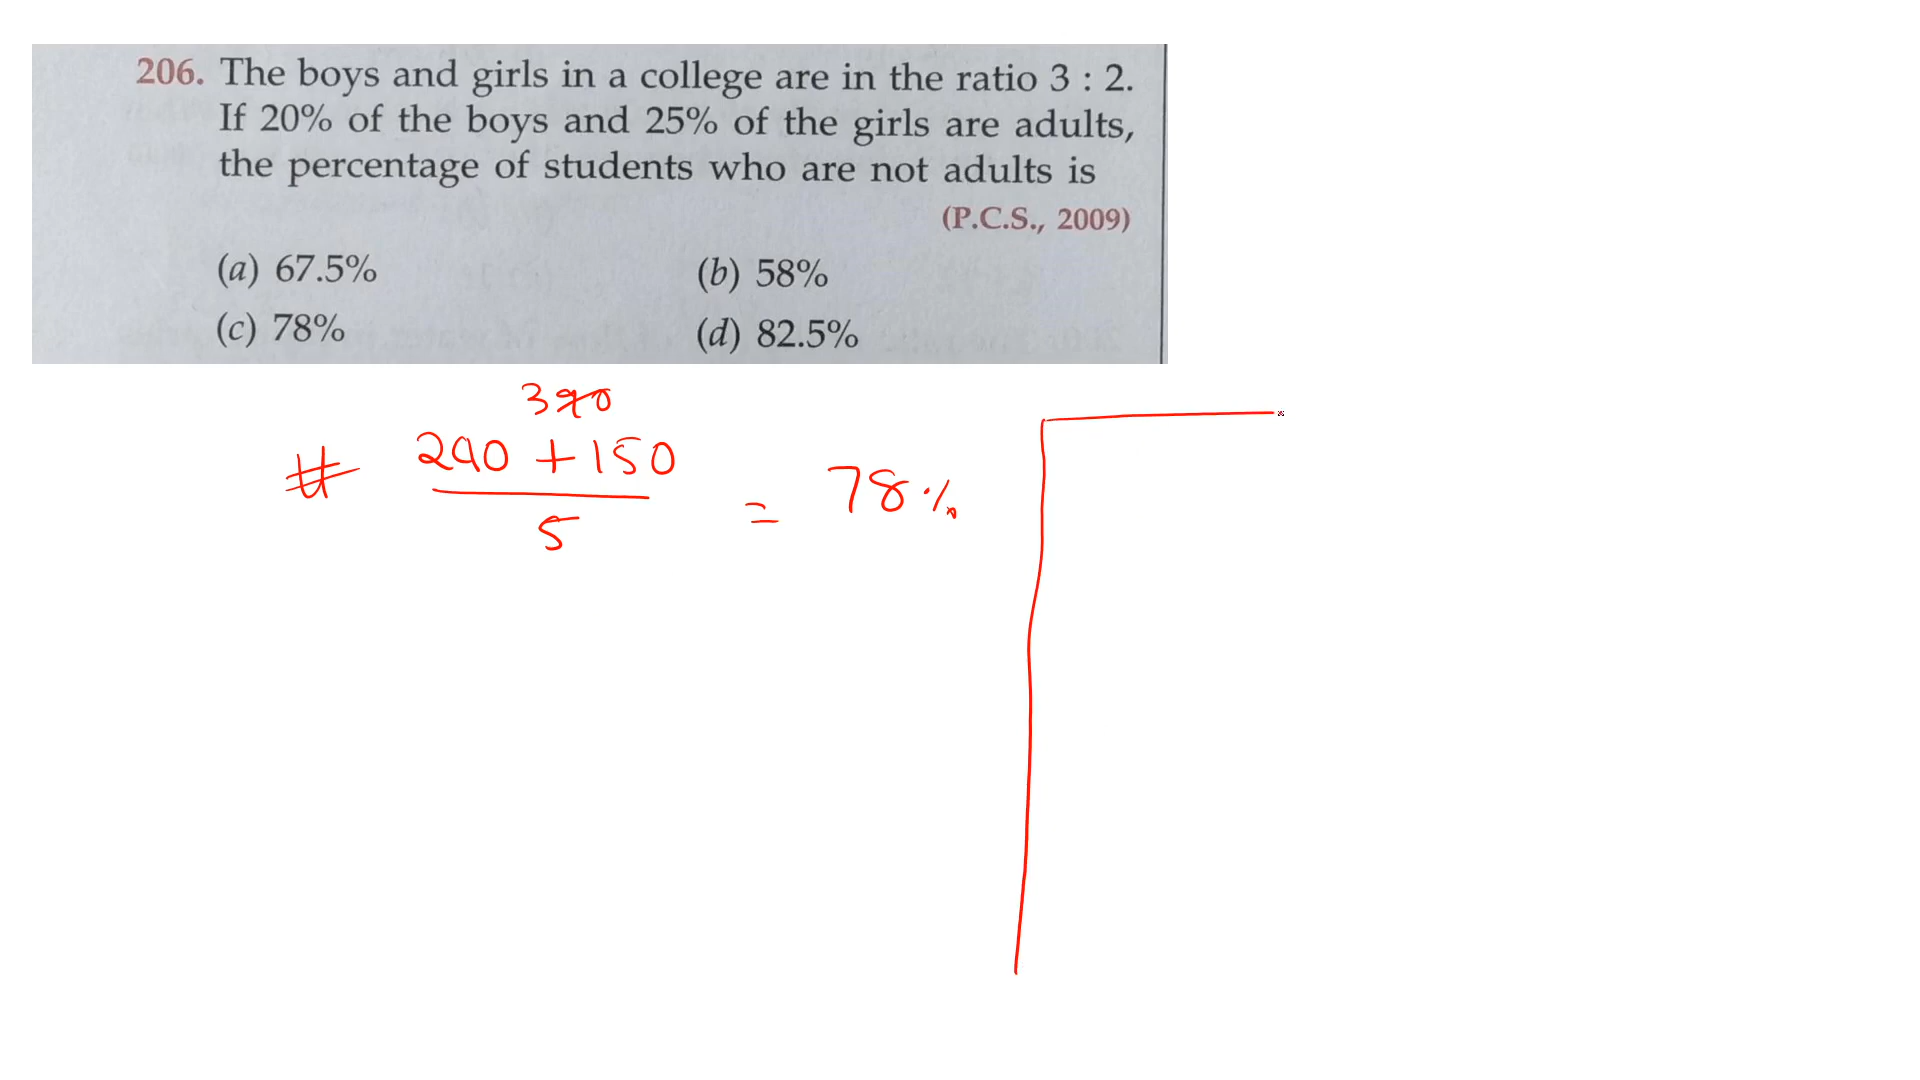 206. The boys and girls in a college are in the ratio 3 : 2.
If 20% of the boys and 25% of the girls are adults,
the percentage of students who are not adults is
(P.C.S., 2009)
(a) 67.5% (b) 58%
(c) 78% (d) 82.5%
390
# 240 + 150
5
= 78%